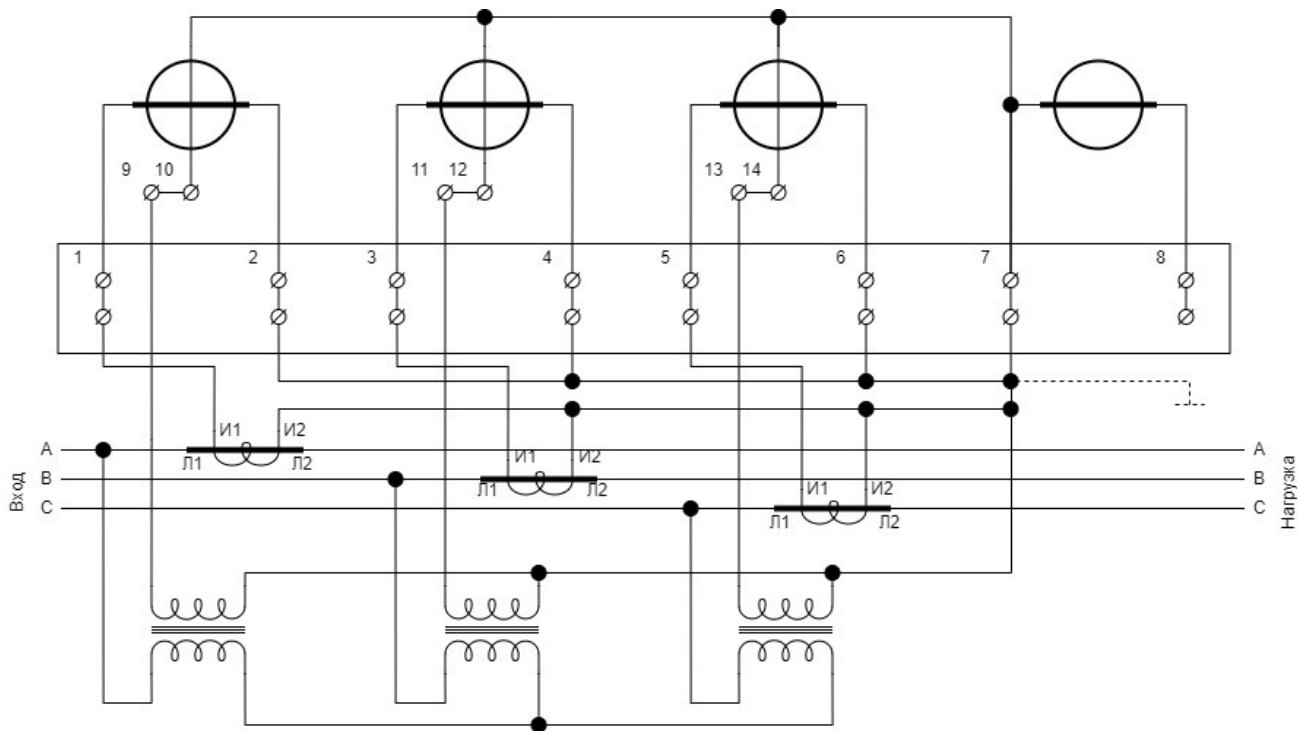 9 10 11 12 13 14
1 2 3 4 5 6 7 8
И1 И2
А Л1 Л2 А
И1 И2
В Л1 Л2 В
И1 И2
С Л1 Л2 С
Вход
Нагрузка